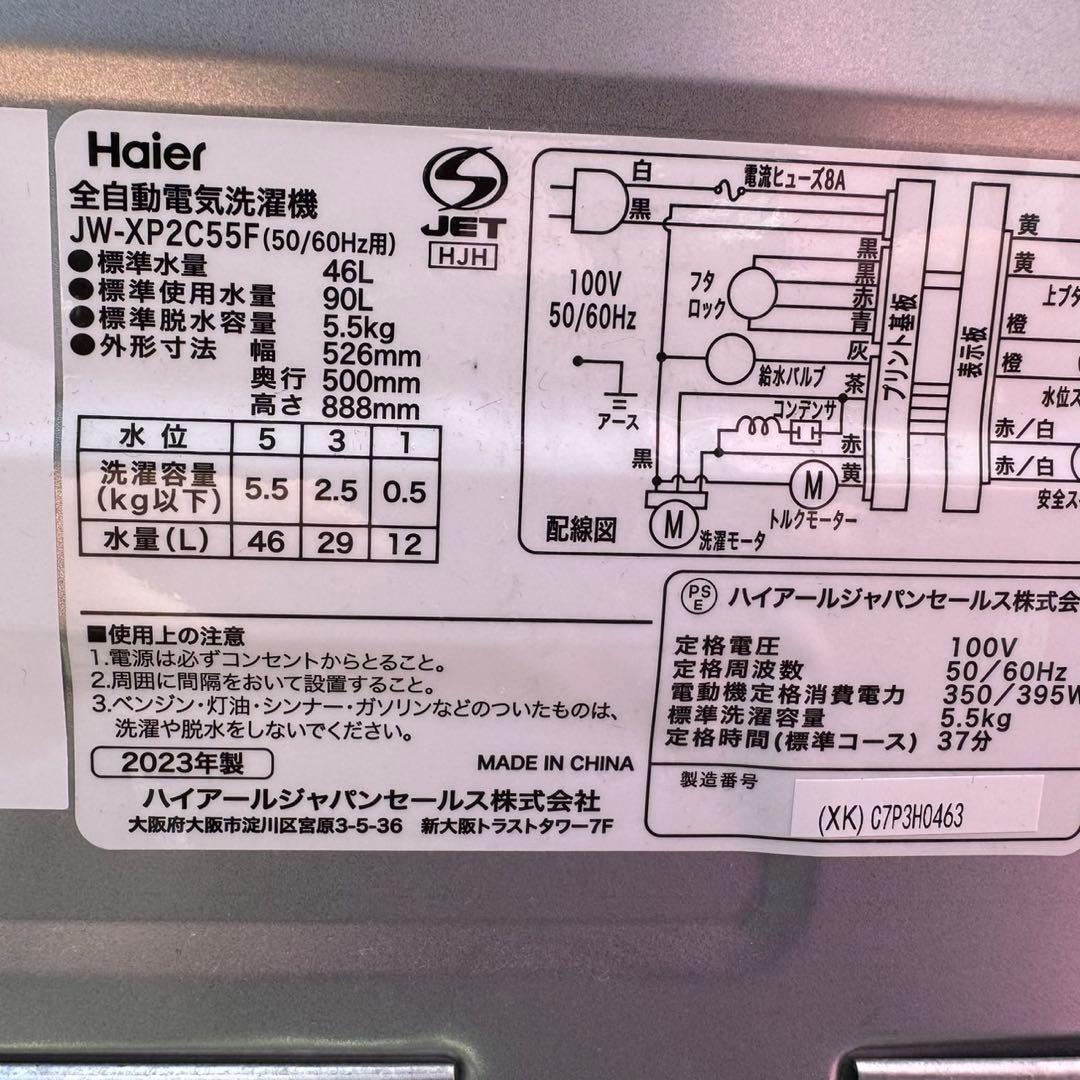 Haier
全自動電気洗濯機
JW-XP2C55F(50/60Hz用)
JET
HJH
●標準水量 46L
●標準使用水量 90L
●標準脱水容量 5.5kg
●外形寸法 幅 526mm
奥行 500mm
高さ 888mm
水位 5 3 1
洗濯容量(kg以下) 5.5 2.5 0.5
水量(L) 46 29 12
白
電流ヒューズ8A
黒
100V
50/60Hz
アース
フタロック
黒
黒
赤
青
灰
給水バルブ
茶
コンデンサ
赤
黒
黄
M
トルクモーター
M
洗濯モータ
配線図
プリント基板
表示板
黄
黄
上ブタ
橙
橙
水位ス
赤/白
赤/白
安全ス
■使用上の注意
1.電源は必ずコンセントからとること。
2.周囲に間隔をおいて設置すること。
3.ベンジン・灯油・シンナー・ガソリンなどのついたものは、
洗濯や脱水をしないでください。
2023年製
MADE IN CHINA
ハイアールジャパンセールス株式会社
大阪府大阪市淀川区宮原3-5-36 新大阪トラストタワー7F
PSE ハイアールジャパンセールス株式会
定格電圧 100V
定格周波数 50/60Hz
電動機定格消費電力 350/395W
標準洗濯容量 5.5kg
定格時間(標準コース) 37分
製造番号
(XK) C7P3H0463